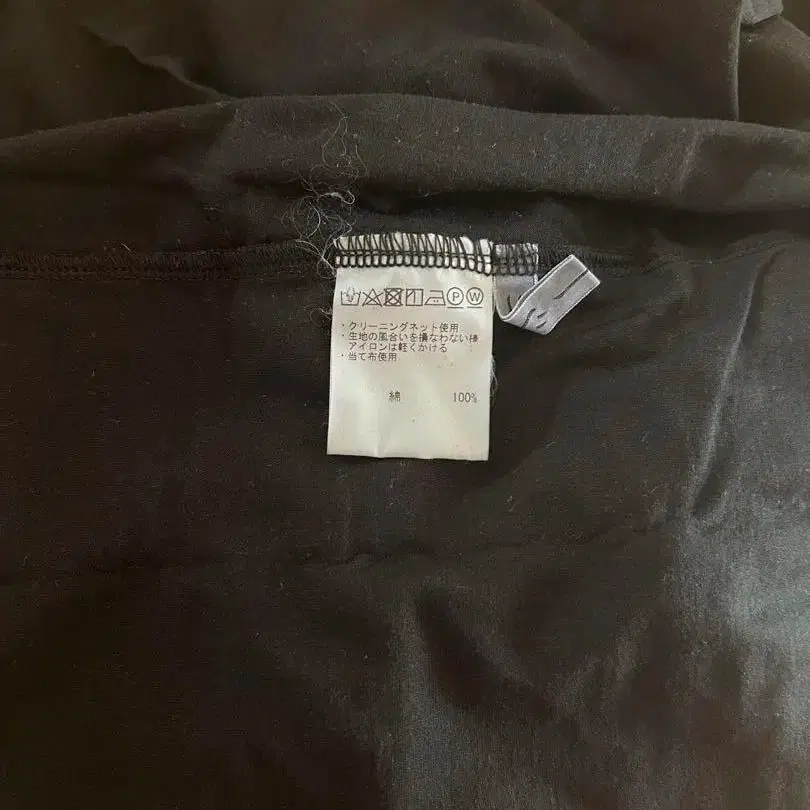 P W
・クリーニングネット使用
・生地の風合いを損なわない様
アイロンは軽くかける
・当て布使用
綿 100%